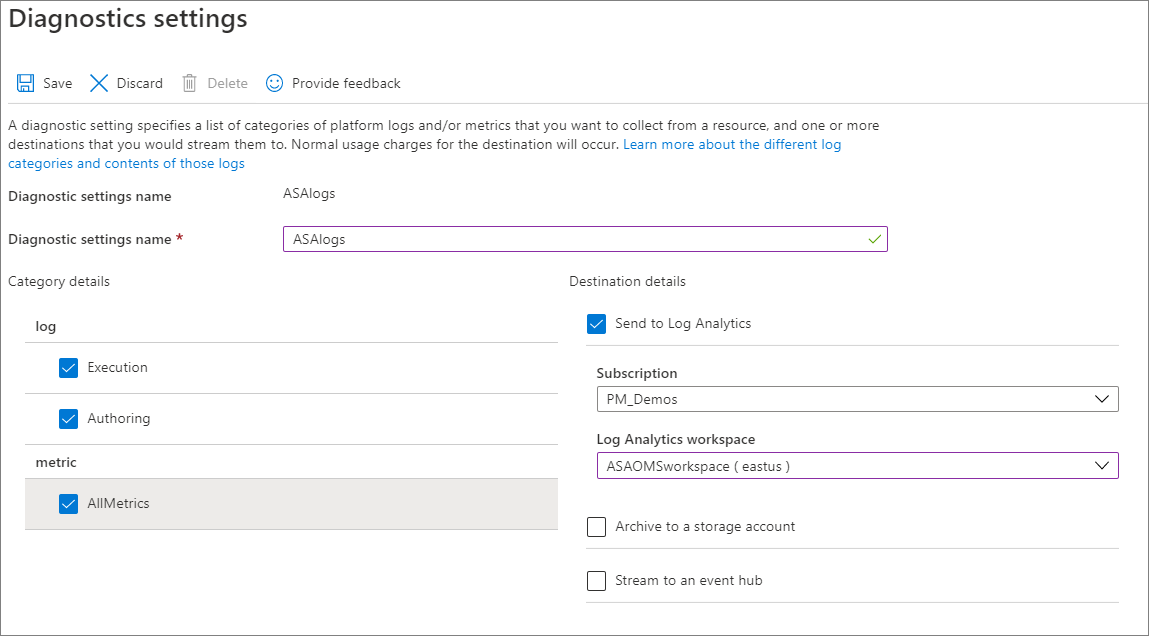 Diagnostics settings
Save Discard Delete Provide feedback
A diagnostic setting specifies a list of categories of platform logs and/or metrics that you want to collect from a resource, and one or more
destinations that you would stream them to. Normal usage charges for the destination will occur. Learn more about the different log
categories and contents of those logs
Diagnostic settings name ASAlogs
Diagnostic settings name * ASAlogs
Category details
log
Execution
Authoring
metric
AllMetrics
Destination details
Send to Log Analytics
Subscription
PM_Demos
Log Analytics workspace
ASAOMSworkspace ( eastus )
Archive to a storage account
Stream to an event hub